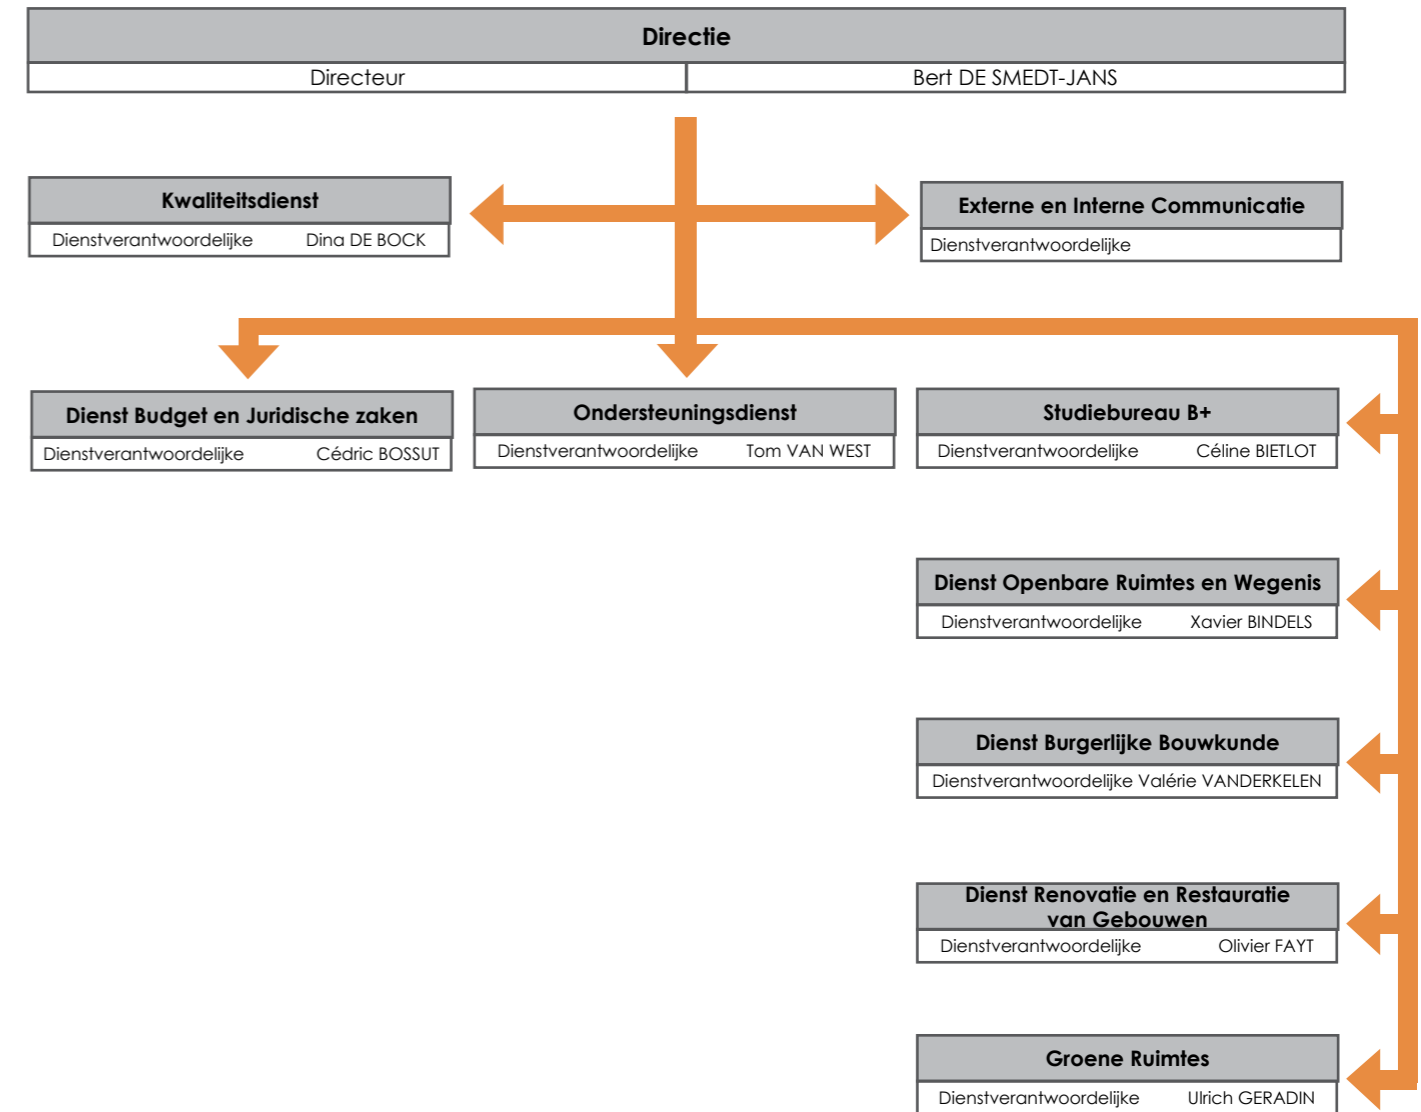 Directie
Directeur Bert DE SMEDT-JANS
Kwaliteitsdienst
Dienstverantwoordelijke Dina DE BOCK
Externe en Interne Communicatie
Dienstverantwoordelijke
Dienst Budget en Juridische zaken
Dienstverantwoordelijke Cédric BOSSUT
Ondersteuningsdienst
Dienstverantwoordelijke Tom VAN WEST
Studiebureau B+
Dienstverantwoordelijke Céline BIETLOT
Dienst Openbare Ruimtes en Wegenis
Dienstverantwoordelijke Xavier BINDELS
Dienst Burgerlijke Bouwkunde
Dienstverantwoordelijke Valérie VANDERKELEN
Dienst Renovatie en Restauratie
van Gebouwen
Dienstverantwoordelijke Olivier FAYT
Groene Ruimtes
Dienstverantwoordelijke Ulrich GERADIN